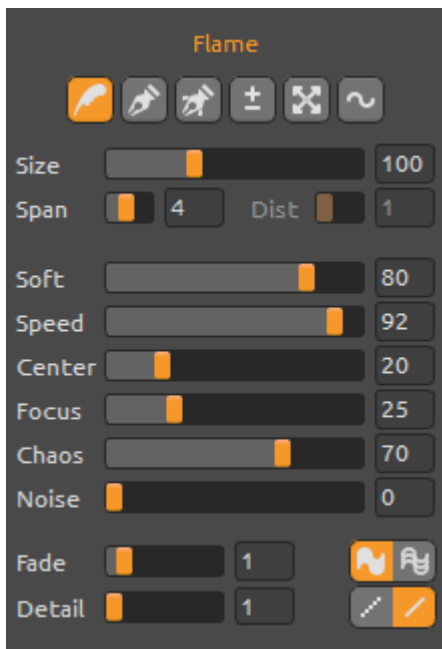 Flame
Size 100
Span 4 Dist 1
Soft 80
Speed 92
Center 20
Focus 25
Chaos 70
Noise 0
Fade 1
Detail 1